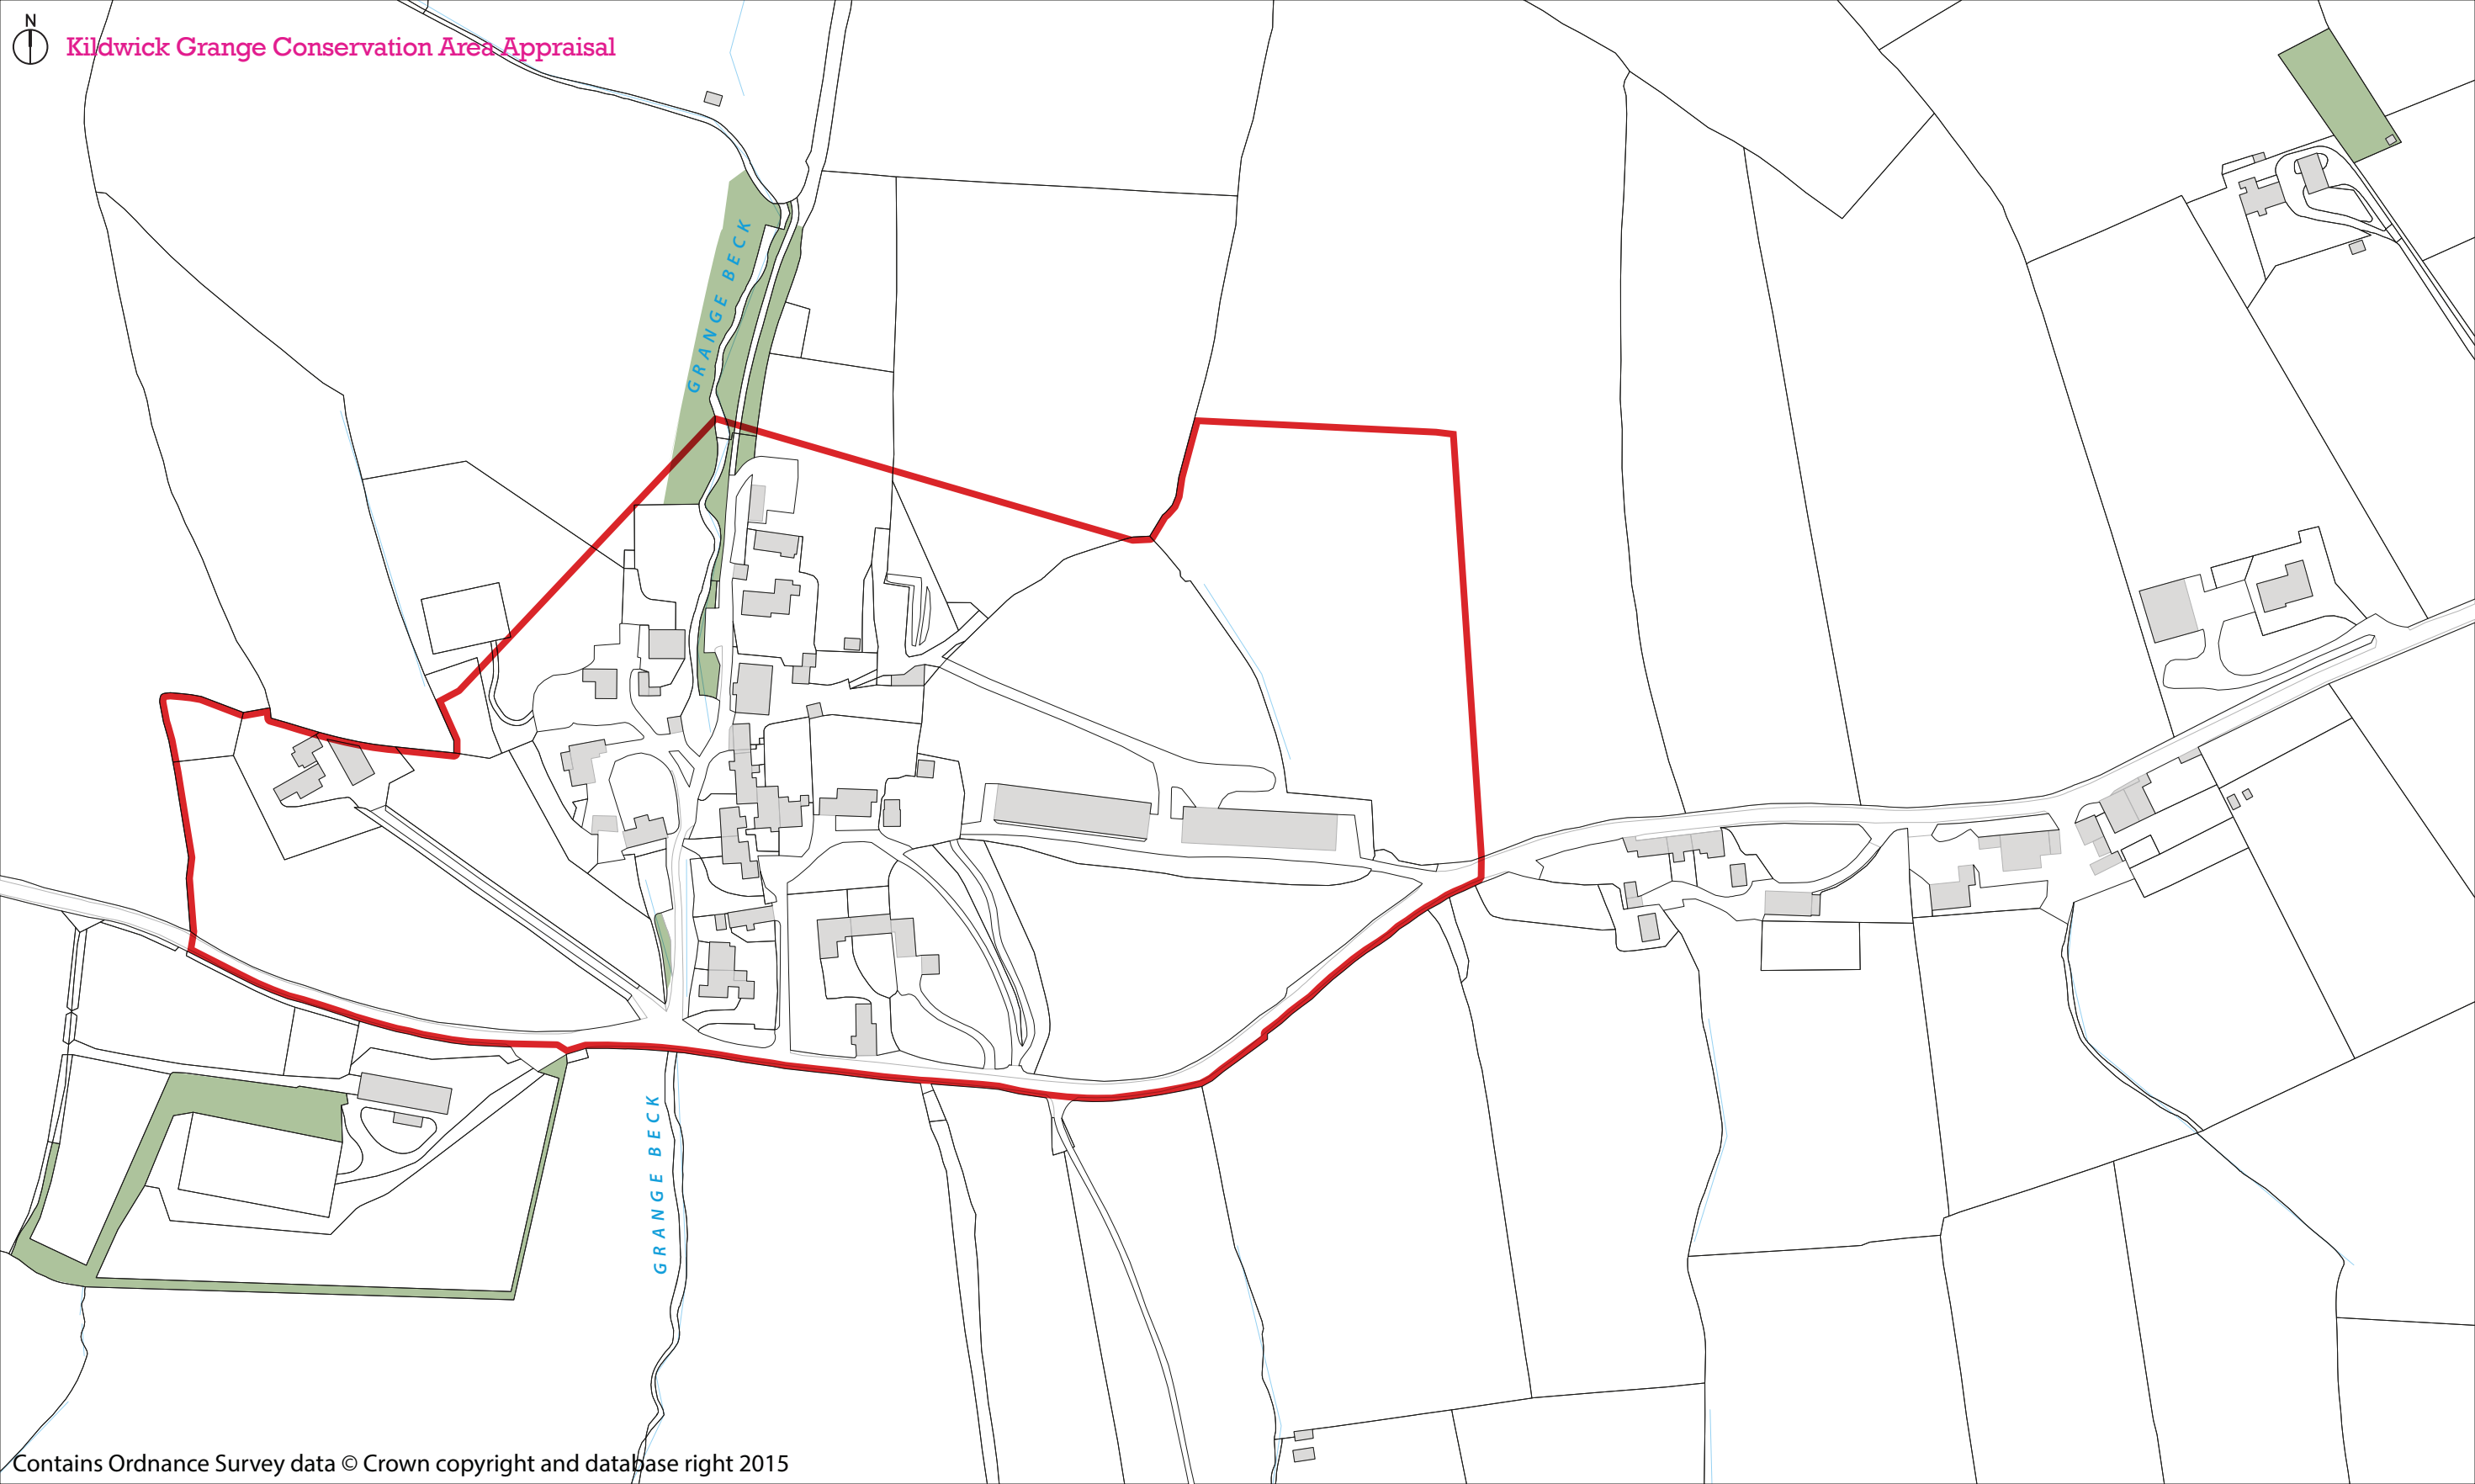 N
Kildwick Grange Conservation Area Appraisal
GRANGE BECK
GRANGE BECK
Contains Ordnance Survey data © Crown copyright and database right 2015